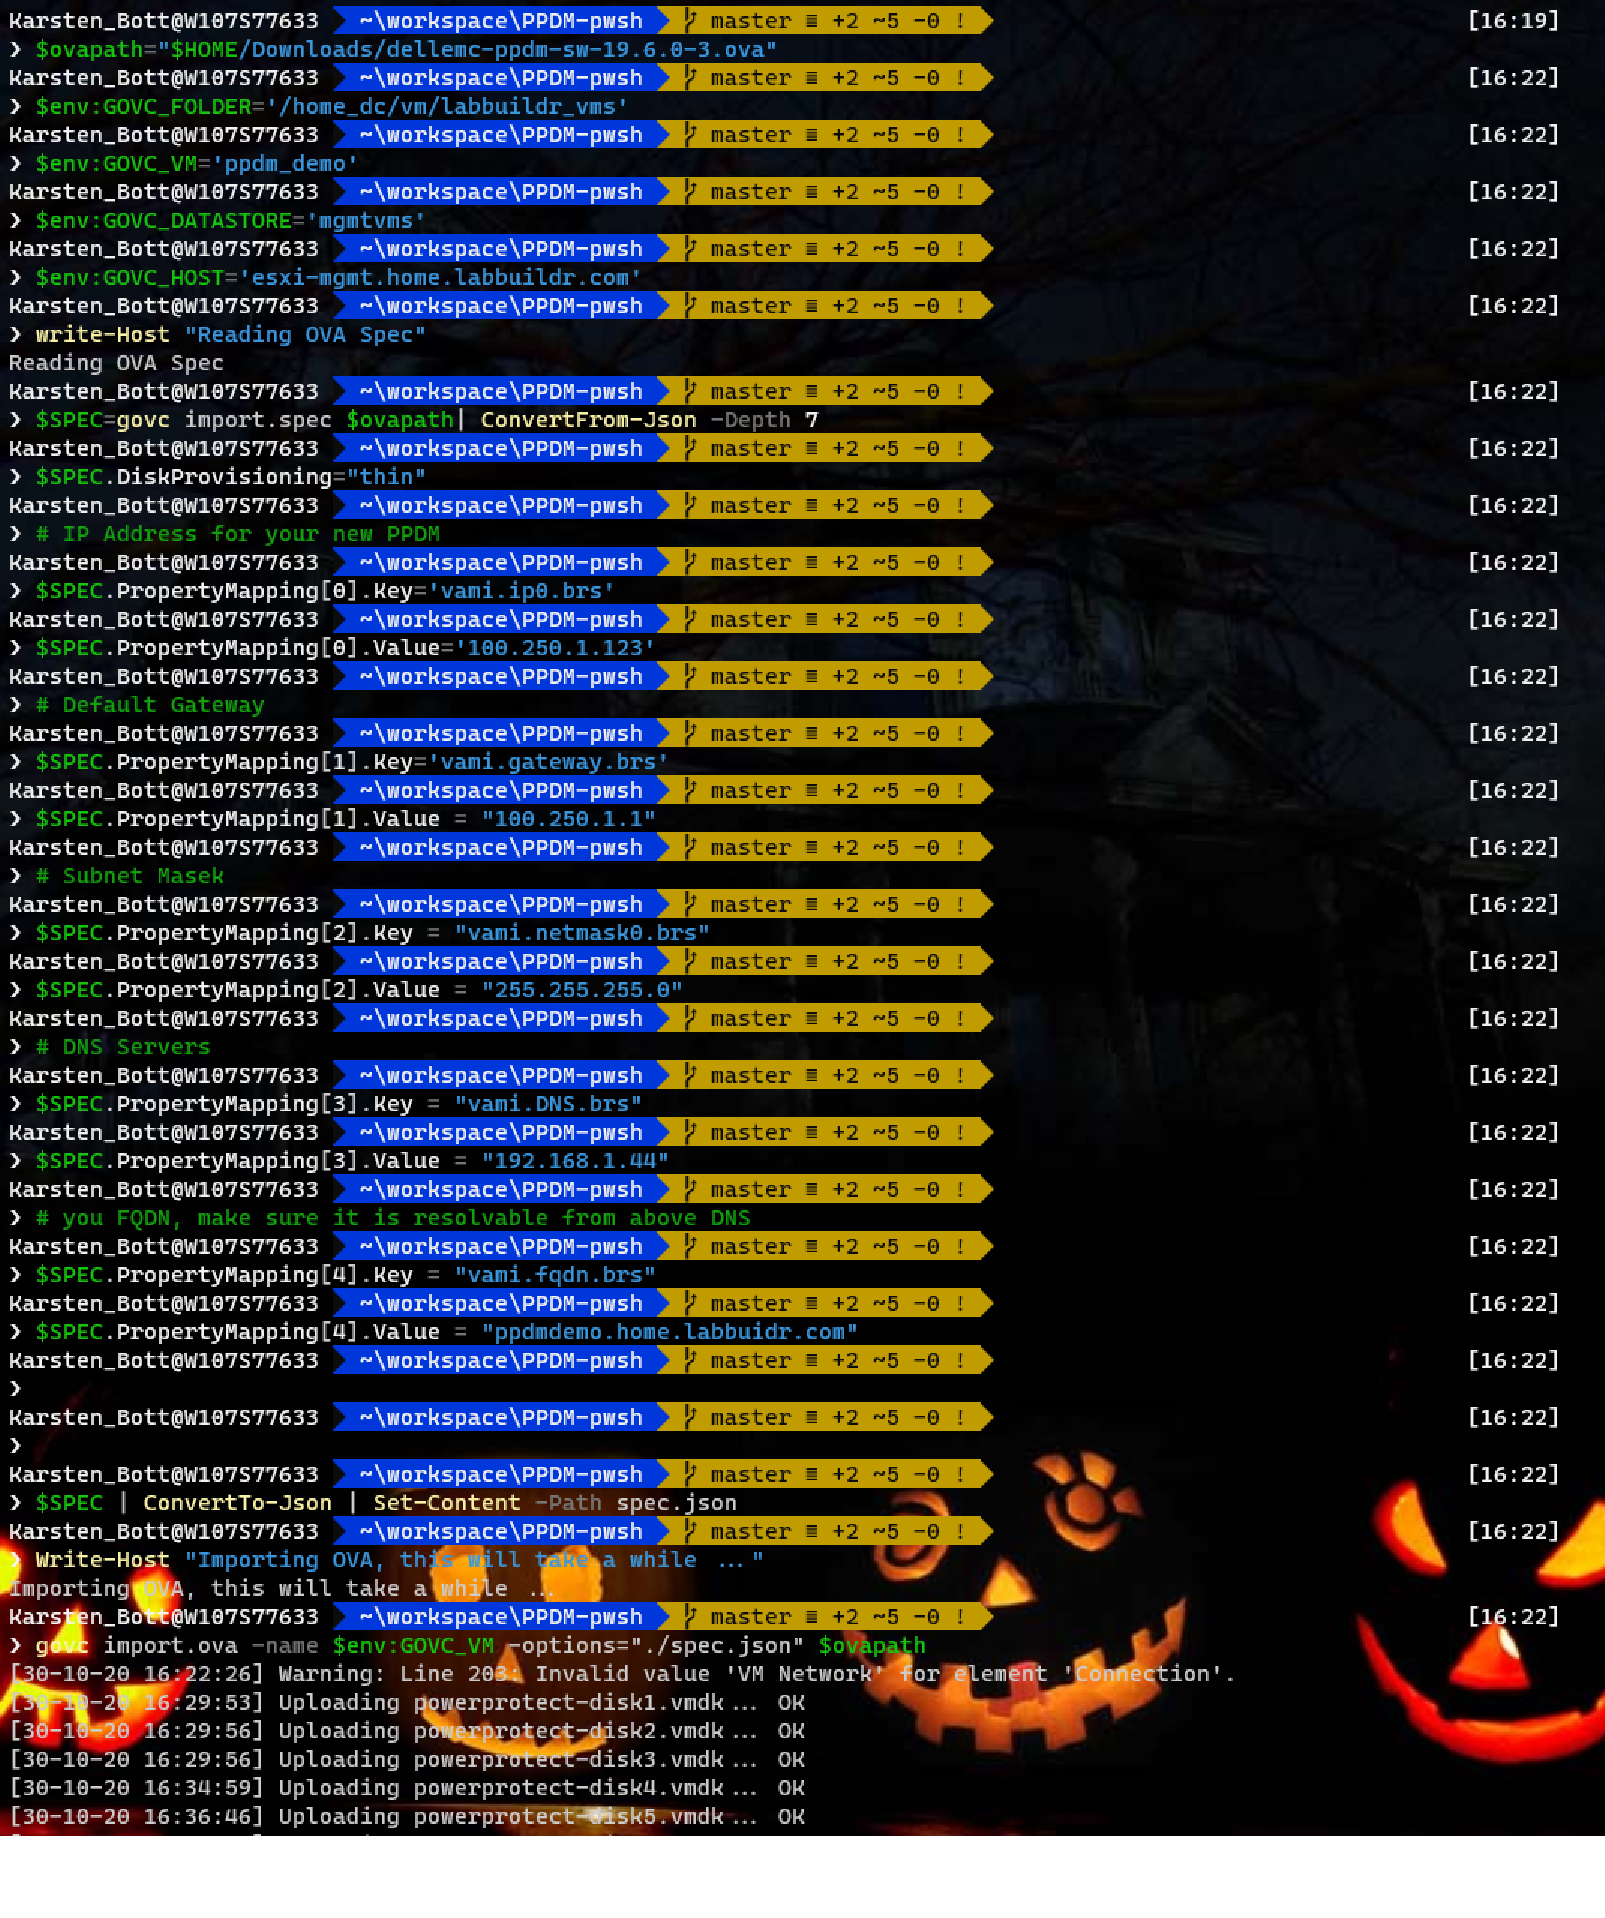 Karsten_Bott@W107S77633 ~\workspace\PPDM-pwsh master ≡ +2 ~5 -0 ! [16:19]
❯ $ovapath="$HOME/Downloads/dellemc-ppdm-sw-19.6.0-3.ova"
Karsten_Bott@W107S77633 ~\workspace\PPDM-pwsh master ≡ +2 ~5 -0 ! [16:22]
❯ $env:GOVC_FOLDER='/home_dc/vm/labbuildr_vms'
Karsten_Bott@W107S77633 ~\workspace\PPDM-pwsh master ≡ +2 ~5 -0 ! [16:22]
❯ $env:GOVC_VM='ppdm_demo'
Karsten_Bott@W107S77633 ~\workspace\PPDM-pwsh master ≡ +2 ~5 -0 ! [16:22]
❯ $env:GOVC_DATASTORE='mgmtvms'
Karsten_Bott@W107S77633 ~\workspace\PPDM-pwsh master ≡ +2 ~5 -0 ! [16:22]
❯ $env:GOVC_HOST='esxi-mgmt.home.labbuildr.com'
Karsten_Bott@W107S77633 ~\workspace\PPDM-pwsh master ≡ +2 ~5 -0 ! [16:22]
❯ write-Host "Reading OVA Spec"
Reading OVA Spec
Karsten_Bott@W107S77633 ~\workspace\PPDM-pwsh master ≡ +2 ~5 -0 ! [16:22]
❯ $SPEC=govc import.spec $ovapath| ConvertFrom-Json -Depth 7
Karsten_Bott@W107S77633 ~\workspace\PPDM-pwsh master ≡ +2 ~5 -0 ! [16:22]
❯ $SPEC.DiskProvisioning="thin"
Karsten_Bott@W107S77633 ~\workspace\PPDM-pwsh master ≡ +2 ~5 -0 ! [16:22]
❯ # IP Address for your new PPDM
Karsten_Bott@W107S77633 ~\workspace\PPDM-pwsh master ≡ +2 ~5 -0 ! [16:22]
❯ $SPEC.PropertyMapping[0].Key='vami.ip0.brs'
Karsten_Bott@W107S77633 ~\workspace\PPDM-pwsh master ≡ +2 ~5 -0 ! [16:22]
❯ $SPEC.PropertyMapping[0].Value='100.250.1.123'
Karsten_Bott@W107S77633 ~\workspace\PPDM-pwsh master ≡ +2 ~5 -0 ! [16:22]
❯ # Default Gateway
Karsten_Bott@W107S77633 ~\workspace\PPDM-pwsh master ≡ +2 ~5 -0 ! [16:22]
❯ $SPEC.PropertyMapping[1].Key='vami.gateway.brs'
Karsten_Bott@W107S77633 ~\workspace\PPDM-pwsh master ≡ +2 ~5 -0 ! [16:22]
❯ $SPEC.PropertyMapping[1].Value = "100.250.1.1"
Karsten_Bott@W107S77633 ~\workspace\PPDM-pwsh master ≡ +2 ~5 -0 ! [16:22]
❯ # Subnet Masek
Karsten_Bott@W107S77633 ~\workspace\PPDM-pwsh master ≡ +2 ~5 -0 ! [16:22]
❯ $SPEC.PropertyMapping[2].Key = "vami.netmask0.brs"
Karsten_Bott@W107S77633 ~\workspace\PPDM-pwsh master ≡ +2 ~5 -0 ! [16:22]
❯ $SPEC.PropertyMapping[2].Value = "255.255.255.0"
Karsten_Bott@W107S77633 ~\workspace\PPDM-pwsh master ≡ +2 ~5 -0 ! [16:22]
❯ # DNS Servers
Karsten_Bott@W107S77633 ~\workspace\PPDM-pwsh master ≡ +2 ~5 -0 ! [16:22]
❯ $SPEC.PropertyMapping[3].Key = "vami.DNS.brs"
Karsten_Bott@W107S77633 ~\workspace\PPDM-pwsh master ≡ +2 ~5 -0 ! [16:22]
❯ $SPEC.PropertyMapping[3].Value = "192.168.1.44"
Karsten_Bott@W107S77633 ~\workspace\PPDM-pwsh master ≡ +2 ~5 -0 ! [16:22]
❯ # you FQDN, make sure it is resolvable from above DNS
Karsten_Bott@W107S77633 ~\workspace\PPDM-pwsh master ≡ +2 ~5 -0 ! [16:22]
❯ $SPEC.PropertyMapping[4].Key = "vami.fqdn.brs"
Karsten_Bott@W107S77633 ~\workspace\PPDM-pwsh master ≡ +2 ~5 -0 ! [16:22]
❯ $SPEC.PropertyMapping[4].Value = "ppdmdemo.home.labbuidr.com"
Karsten_Bott@W107S77633 ~\workspace\PPDM-pwsh master ≡ +2 ~5 -0 ! [16:22]
❯
Karsten_Bott@W107S77633 ~\workspace\PPDM-pwsh master ≡ +2 ~5 -0 ! [16:22]
❯
Karsten_Bott@W107S77633 ~\workspace\PPDM-pwsh master ≡ +2 ~5 -0 ! [16:22]
❯ $SPEC | ConvertTo-Json | Set-Content -Path spec.json
Karsten_Bott@W107S77633 ~\workspace\PPDM-pwsh master ≡ +2 ~5 -0 ! [16:22]
❯ Write-Host "Importing OVA, this will take a while ..."
Importing OVA, this will take a while ...
Karsten_Bott@W107S77633 ~\workspace\PPDM-pwsh master ≡ +2 ~5 -0 ! [16:22]
❯ govc import.ova -name $env:GOVC_VM -options="./spec.json" $ovapath
[30-10-20 16:22:26] Warning: Line 203: Invalid value 'VM Network' for element 'Connection'.
[30-10-20 16:29:53] Uploading powerprotect-disk1.vmdk... OK
[30-10-20 16:29:56] Uploading powerprotect-disk2.vmdk... OK
[30-10-20 16:29:56] Uploading powerprotect-disk3.vmdk... OK
[30-10-20 16:34:59] Uploading powerprotect-disk4.vmdk... OK
[30-10-20 16:36:46] Uploading powerprotect-disk5.vmdk... OK